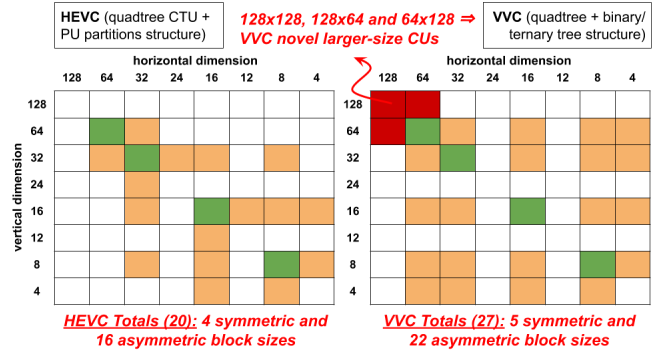 HEVC (quadtree CTU +
PU partitions structure)
128x128, 128x64 and 64x128 ⇒
VVC novel larger-size CUs
VVC (quadtree + binary/
ternary tree structure)
horizontal dimension
128 64 32 24 16 12 8 4
vertical dimension
128
64
32
24
16
12
8
4
HEVC Totals (20): 4 symmetric and
16 asymmetric block sizes
horizontal dimension
128 64 32 24 16 12 8 4
128
64
32
24
16
12
8
4
VVC Totals (27): 5 symmetric and
22 asymmetric block sizes